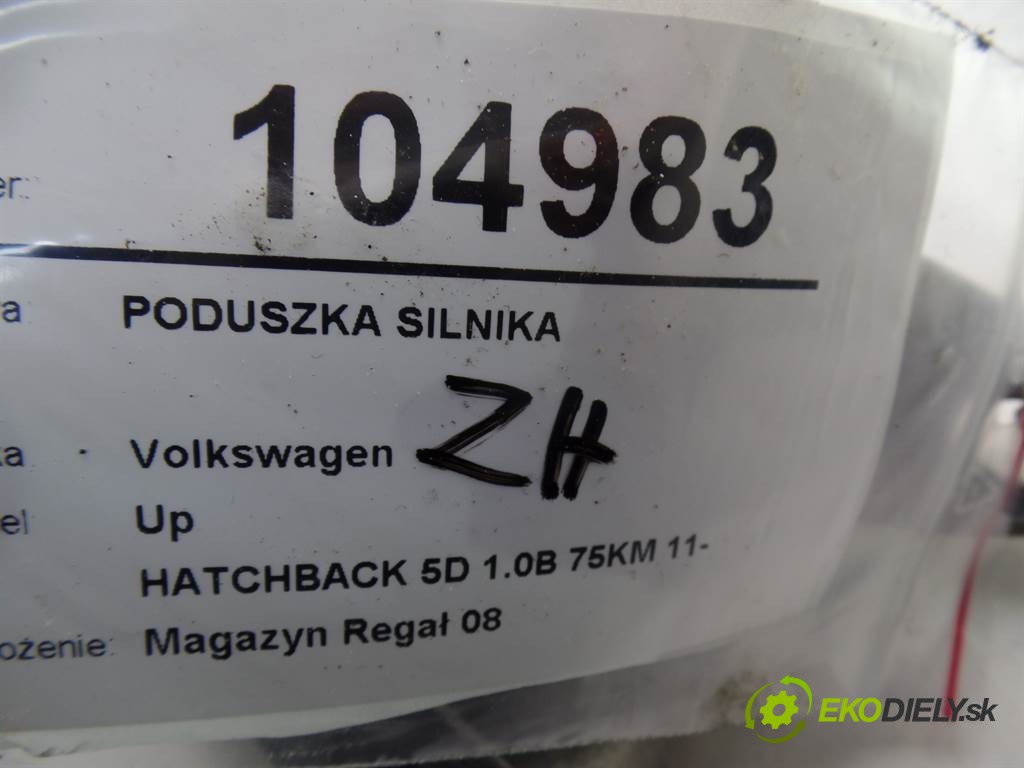 er: 104983
a PODUSZKA SILNIKA
ka Volkswagen ZH
el Up
HATCHBACK 5D 1.0B 75KM 11-
ożenie: Magazyn Regał 08
EKODIELY.sk